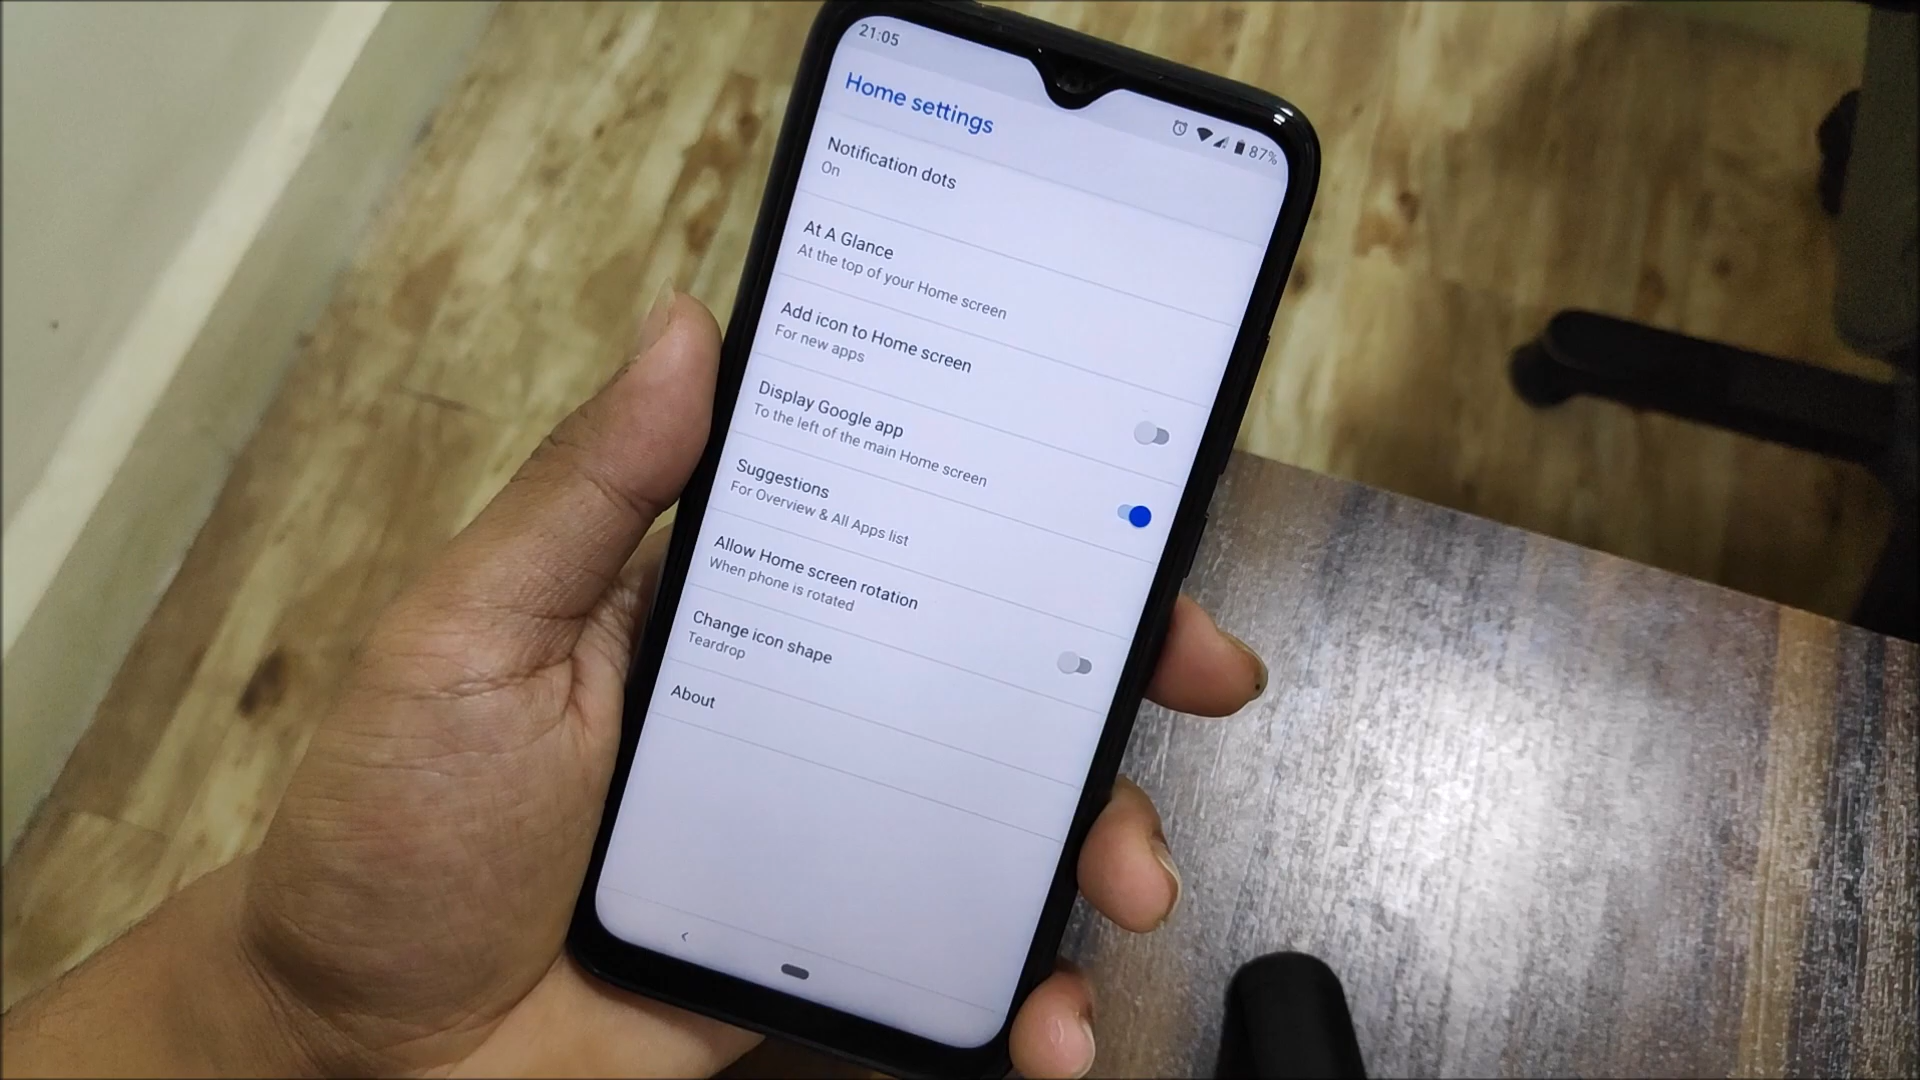 21:05
87%
Home settings
Notification dots
On
At A Glance
At the top of your Home screen
Add icon to Home screen
For new apps
Display Google app
To the left of the main Home screen
Suggestions
For Overview & All Apps list
Allow Home screen rotation
When phone is rotated
Change icon shape
Teardrop
About